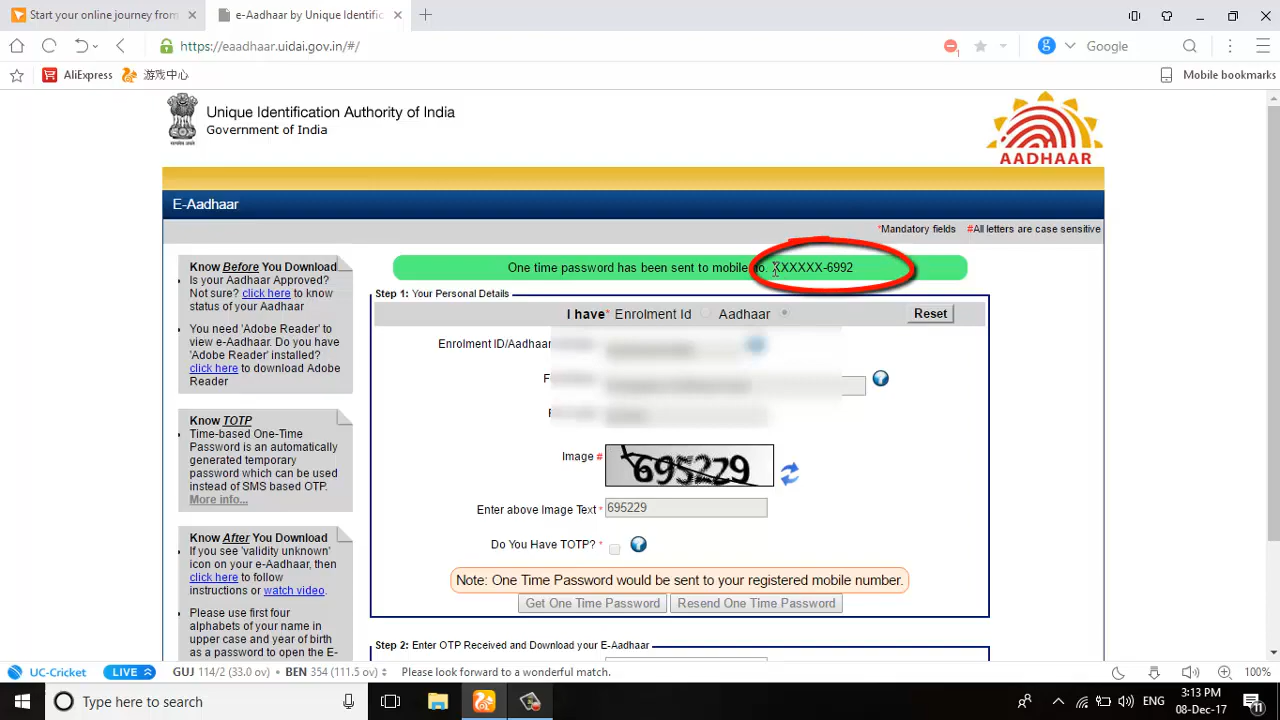 Start your online journey from
e-Aadhaar by Unique Identific
https://eaadhaar.uidai.gov.in/#/
Google
AliExpress
游戏中心
Mobile bookmarks
Unique Identification Authority of India
Government of India
AADHAAR
E-Aadhaar
*Mandatory fields #All letters are case sensitive
One time password has been sent to mobile no. XXXXXX-6992
Know Before You Download
Is your Aadhaar Approved?
Not sure? click here to know
status of your Aadhaar
You need 'Adobe Reader' to
view e-Aadhaar. Do you have
'Adobe Reader' installed?
click here to download Adobe
Reader
Know TOTP
Time-based One-Time
Password is an automatically
generated temporary
password which can be used
instead of SMS based OTP.
More info...
Know After You Download
If you see 'validity unknown'
icon on your e-Aadhaar, then
click here to follow
instructions or watch video.
Please use first four
alphabets of your name in
upper case and year of birth
as a password to open the E-
Step 1: Your Personal Details
I have* Enrolment Id Aadhaar
Reset
Enrolment ID/Aadhaar
F
Image #
695229
Enter above Image Text *
695229
Do You Have TOTP? *
Note: One Time Password would be sent to your registered mobile number.
Get One Time Password
Resend One Time Password
Step 2: Enter OTP Received and Download your E-Aadhaar
UC-Cricket
LIVE
GUJ 114/2 (33.0 ov) • BEN 354 (111.5 ov)
Please look forward to a wonderful match.
100%
Type here to search
ENG
3:13 PM
08-Dec-17
11